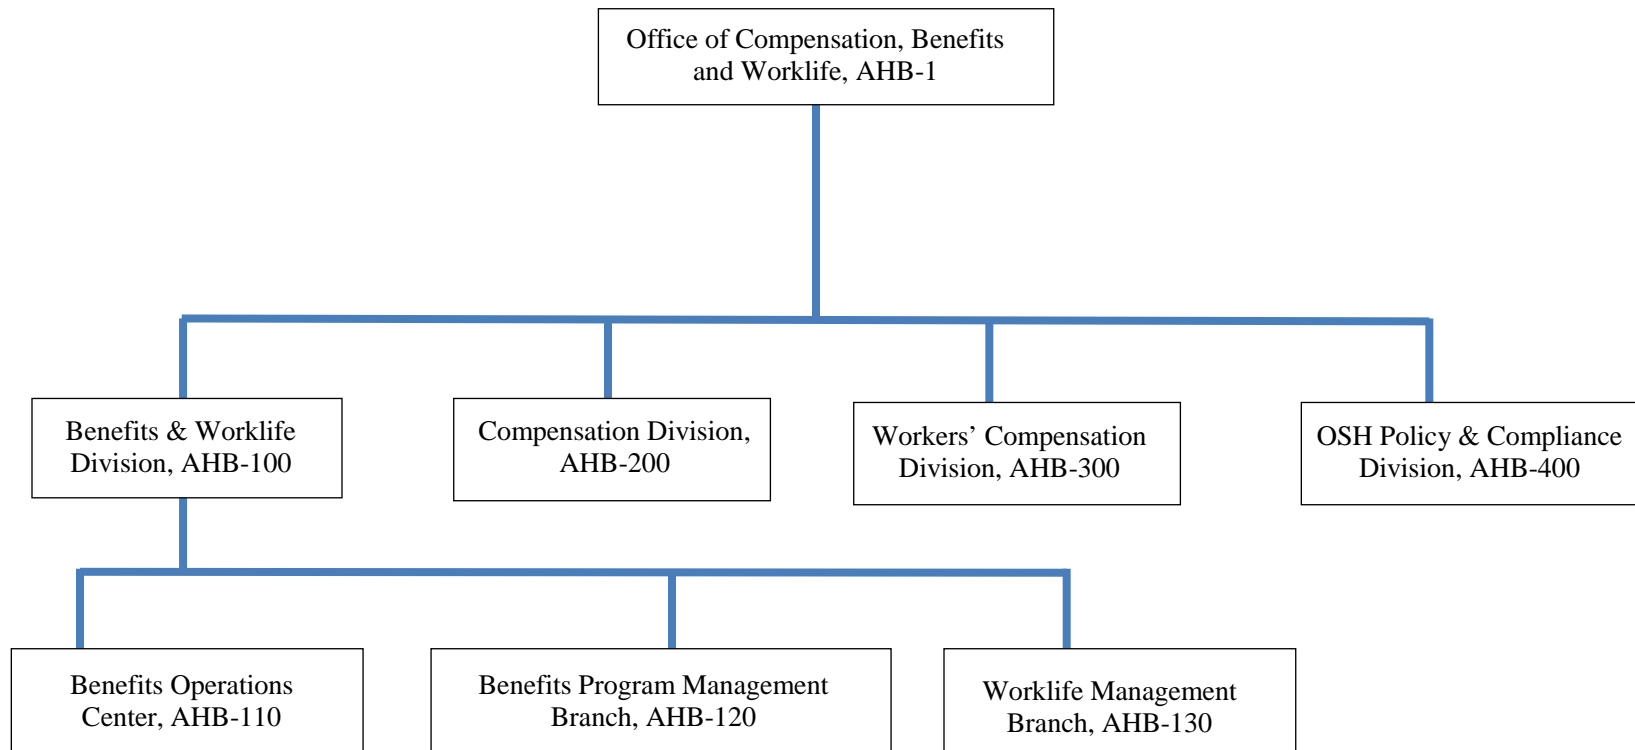 Office of Compensation, Benefits
and Worklife, AHB-1
Benefits & Worklife
Division, AHB-100
Compensation Division,
AHB-200
Workers’ Compensation
Division, AHB-300
OSH Policy & Compliance
Division, AHB-400
Benefits Operations
Center, AHB-110
Benefits Program Management
Branch, AHB-120
Worklife Management
Branch, AHB-130